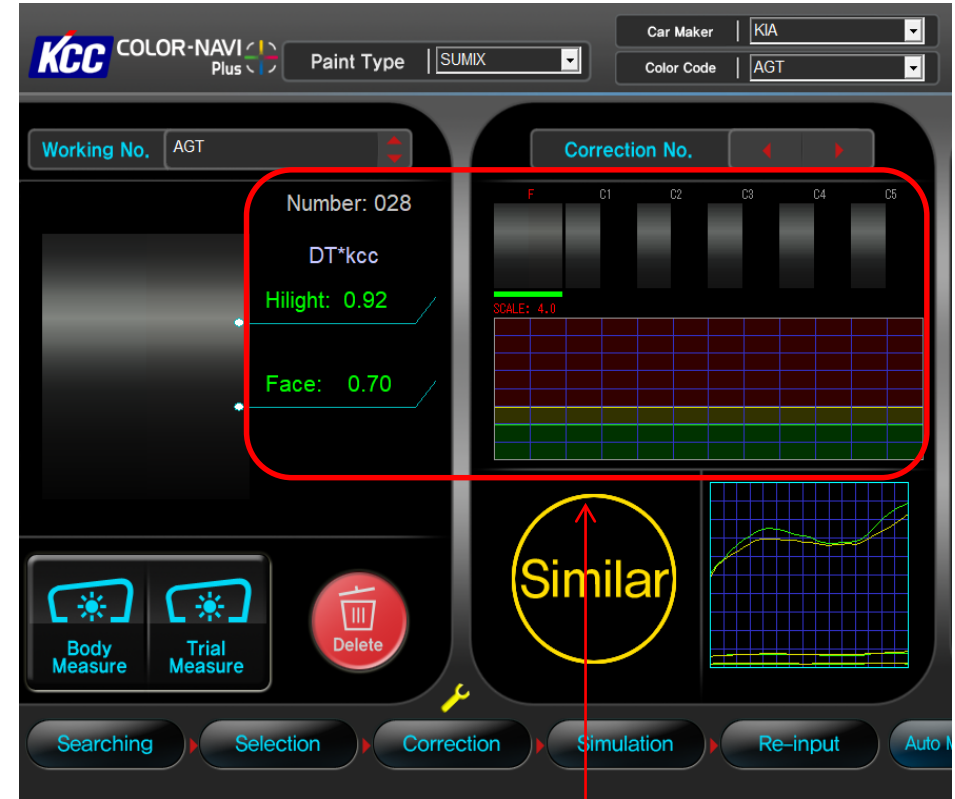 KCC COLOR-NAVI
Plus
Paint Type
SUMIX
Car Maker
KIA
Color Code
AGT
Working No.
AGT
Correction No.
Number: 028
DT*kcc
Hilight: 0.92
Face: 0.70
F C1 C2 C3 C4 C5
SCALE: 4.0
Similar
Body
Measure
Trial
Measure
Delete
Searching
Selection
Correction
Simulation
Re-input
Auto